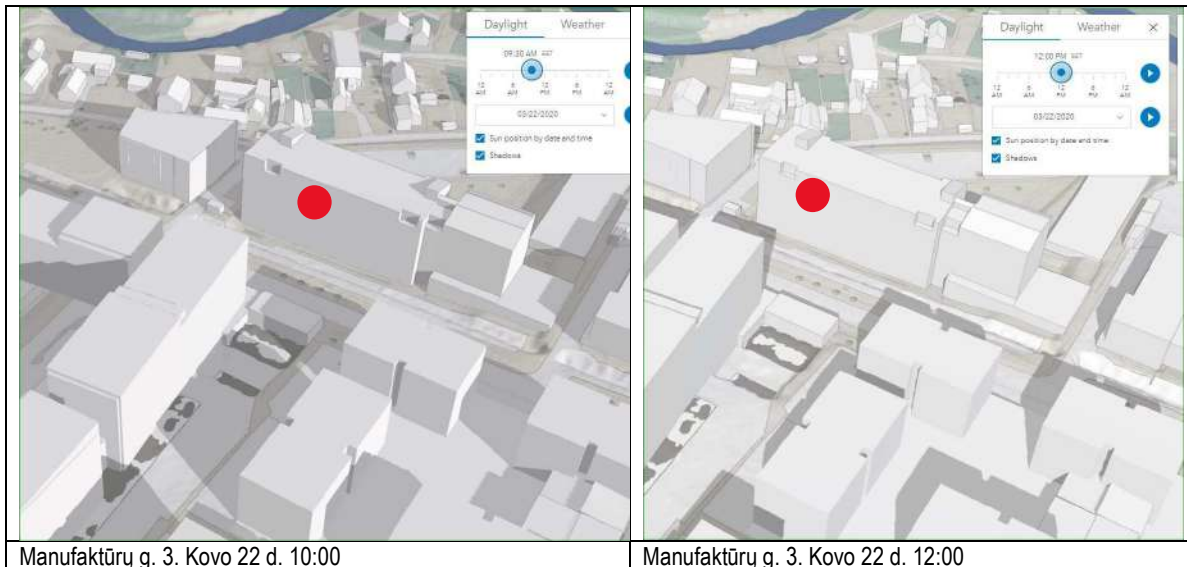 Daylight Weather
09:30 AM EET
12 AM 6 AM 12 PM 6 PM 12 AM
03/22/2020
Sun position by date and time
Shadows
Manufaktūrų g. 3. Kovo 22 d. 10:00
Daylight Weather
12:00 PM EET
12 AM 6 AM 12 PM 6 PM 12 AM
03/22/2020
Sun position by date and time
Shadows
Manufaktūrų g. 3. Kovo 22 d. 12:00